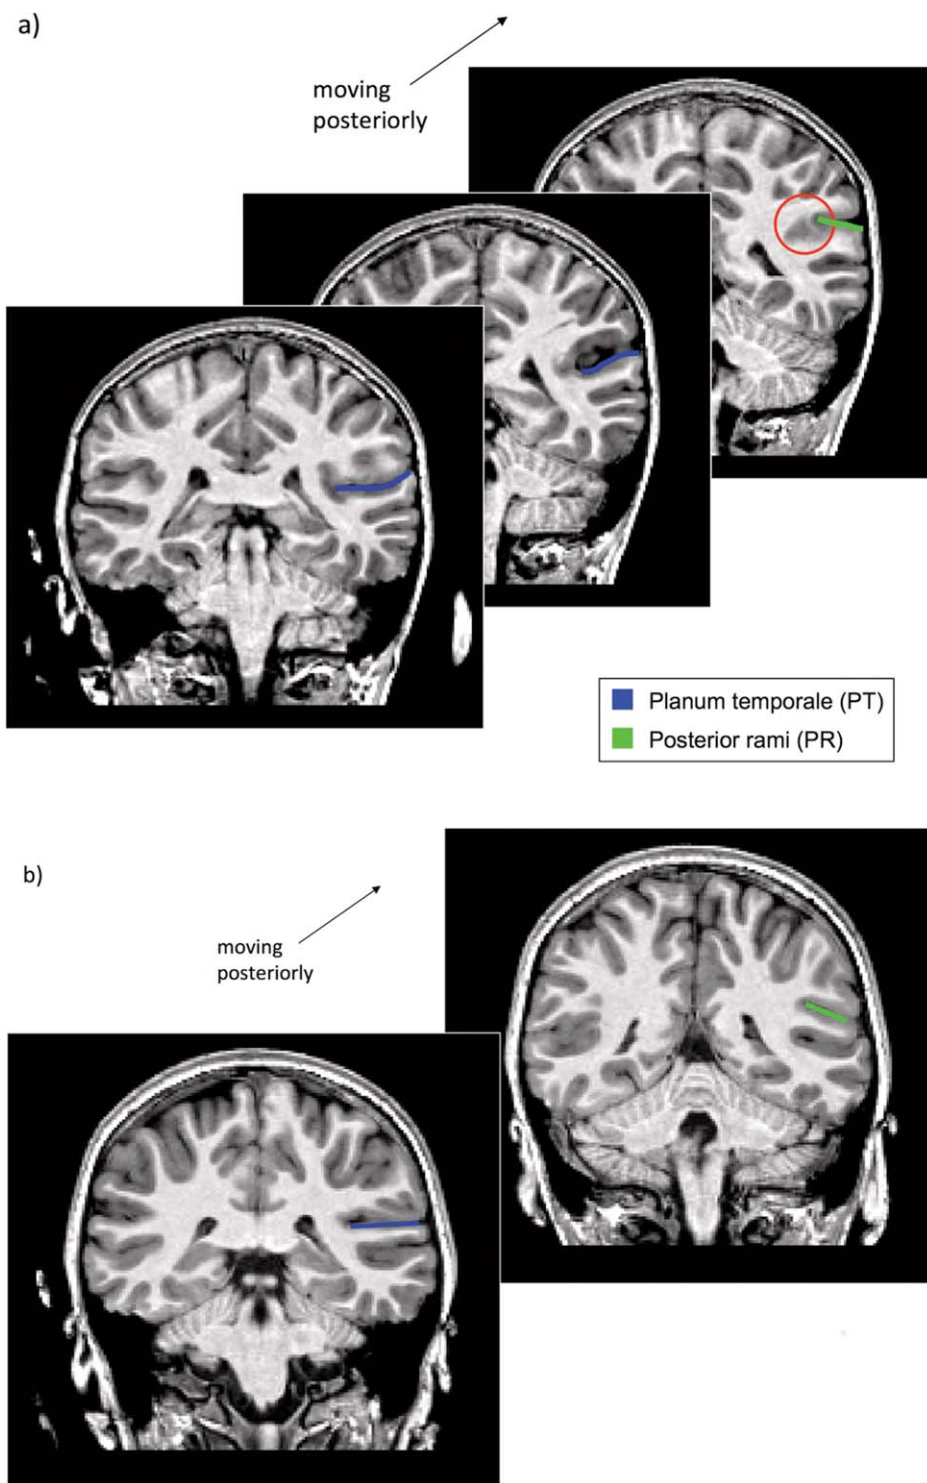 a)
moving
posteriorly
Planum temporale (PT)
Posterior rami (PR)
b)
moving
posteriorly